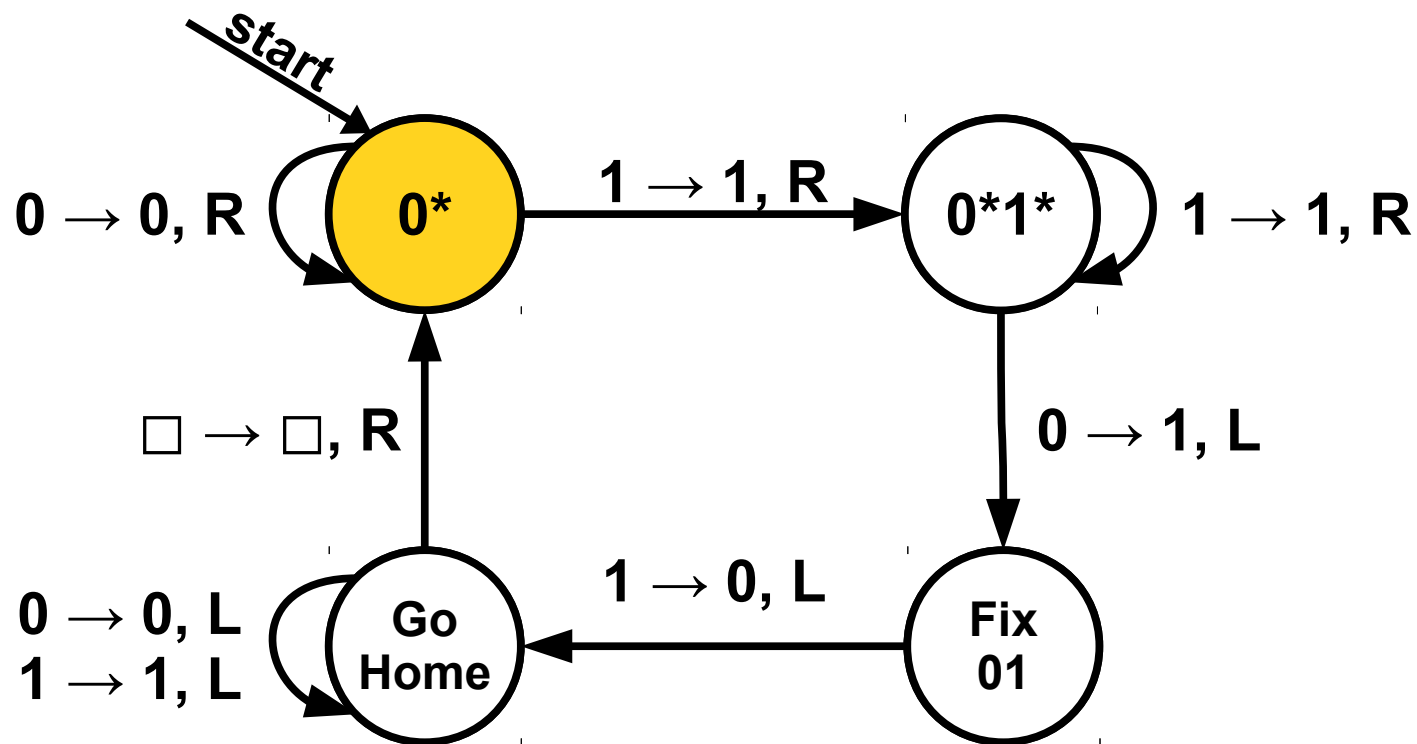 start
0 → 0, R
0*
1 → 1, R
0*1*
1 → 1, R
□ → □, R
0 → 1, L
0 → 0, L
1 → 1, L
Go
Home
1 → 0, L
Fix
01